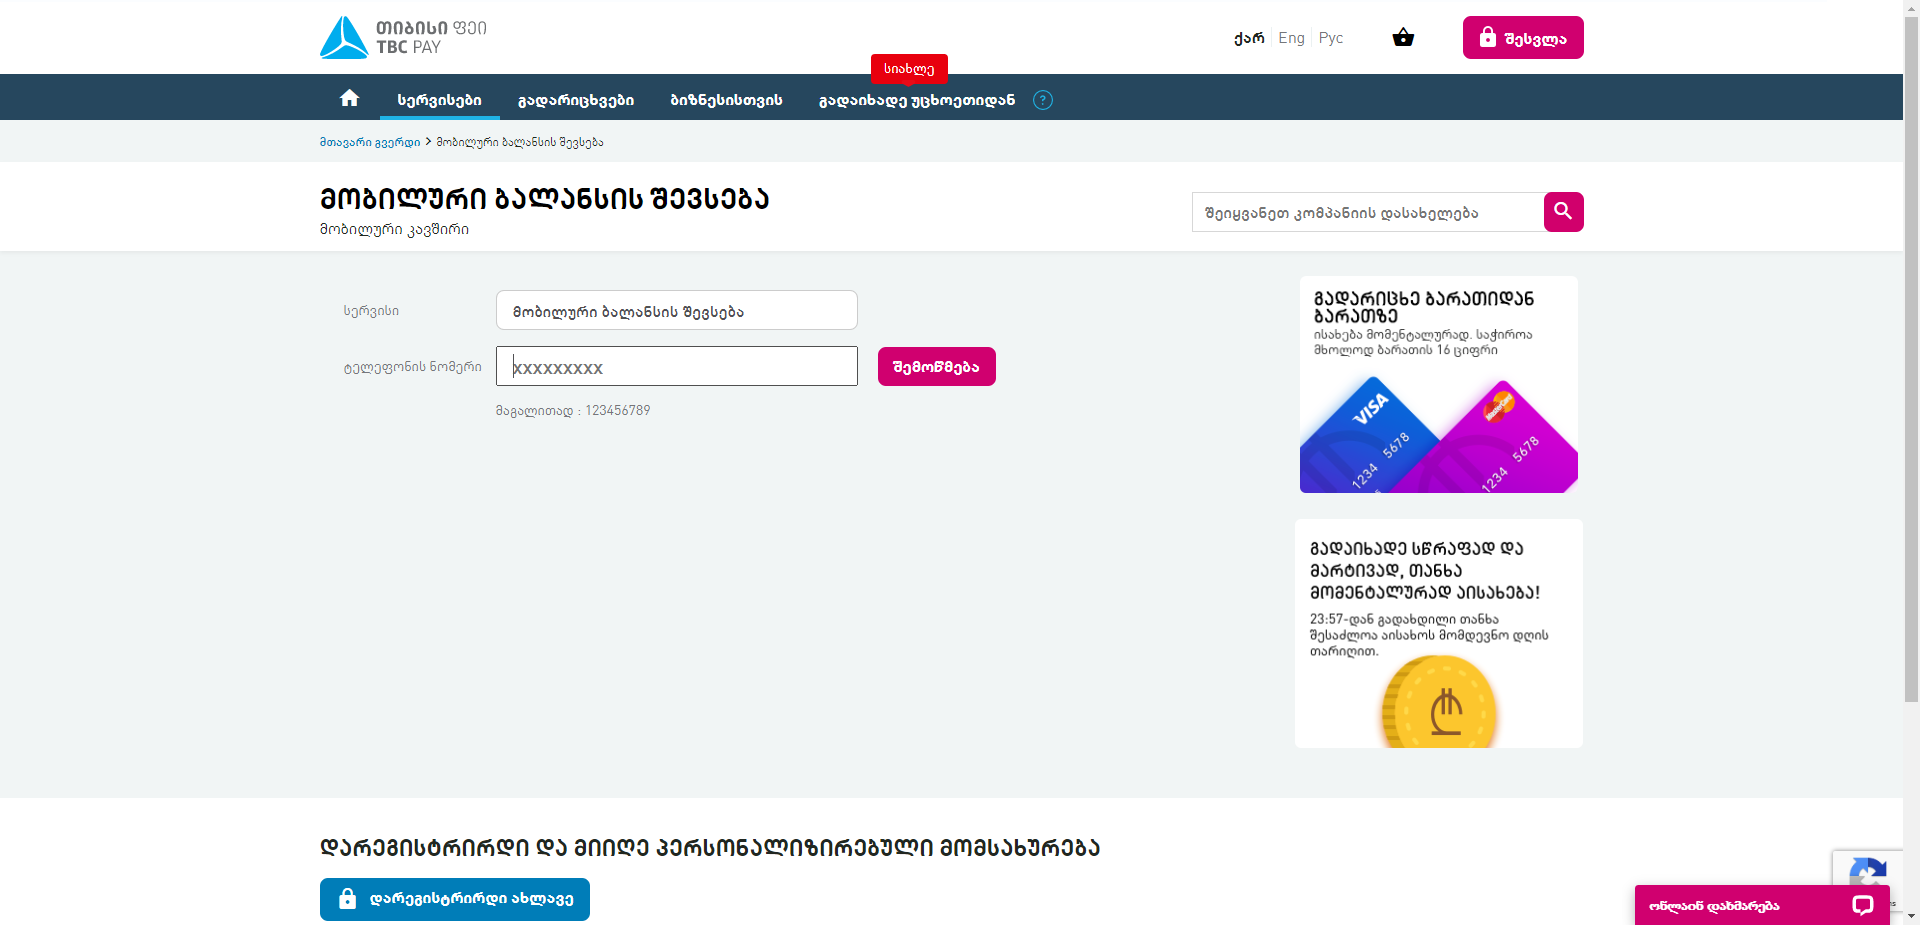 თიბისი ფეი
TBC PAY
ქარ Eng Рус
შესვლა
სიახლე
სერვისები გადარიცხვები ბიზნესისთვის გადაიხადე უცხოეთიდან ?
მთავარი გვერდი > მობილური ბალანსის შევსება
მობილური ბალანსის შევსება
მობილური კავშირი
შეიყვანეთ კომპანიის დასახელება
სერვისი მობილური ბალანსის შევსება
ტელეფონის ნომერი xxxxxxxxx შემოწმება
მაგალითად : 123456789
გადარიცხე ბარათიდან
ბარათზე
ისახება მომენტალურად. საჭიროა
მხოლოდ ბარათის 16 ციფრი
VISA
MasterCard
1234 5678
1234 5678
გადაიხადე სწრაფად და
მარტივად, თანხა
მომენტალურად აისახება!
23:57-დან გადახდილი თანხა
შესაძლოა აისახოს მომდევნო დღის
თარიღით.
₾
დარეგისტრირდი და მიიღე პერსონალიზირებული მომსახურება
დარეგისტრირდი ახლავე
ონლაინ დახმარება